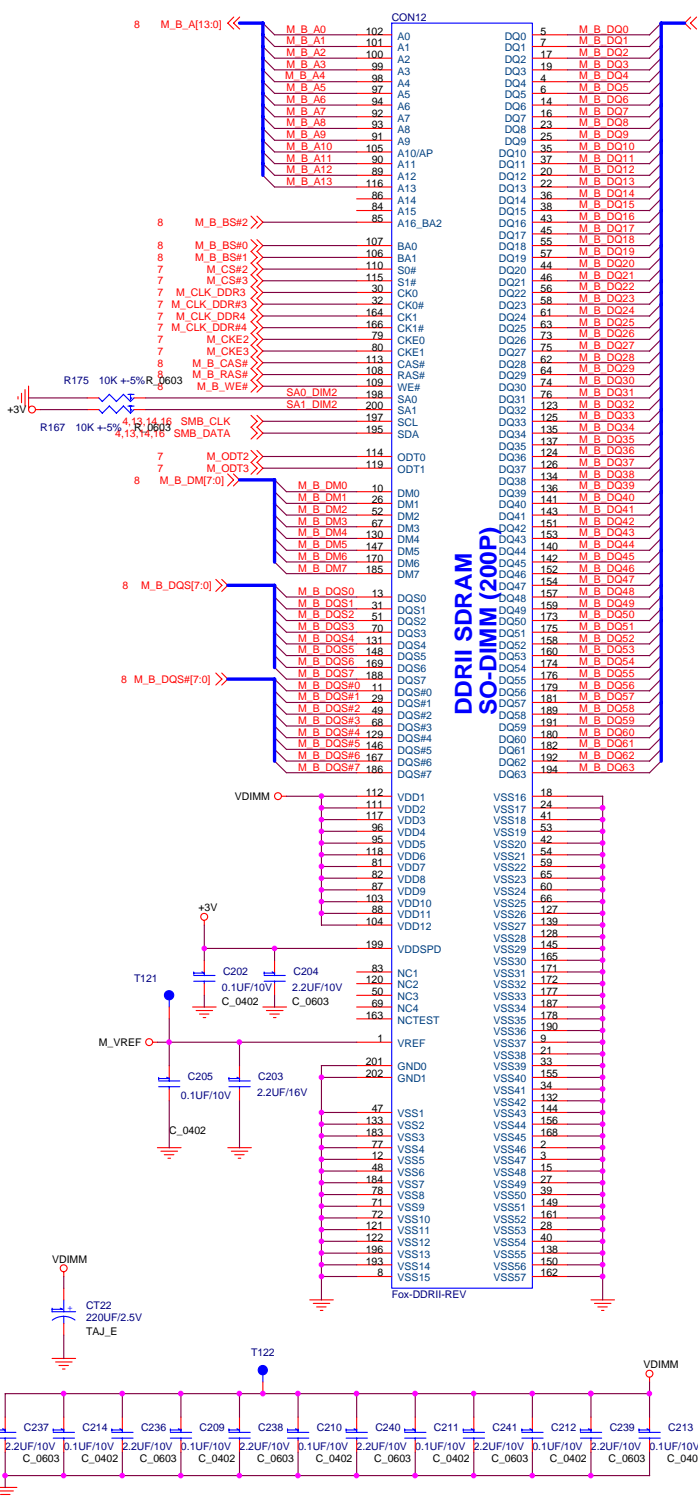 CON12
8 M_B_A[13:0]
M_B_A0 102 A0
M_B_A1 101 A1
M_B_A2 100 A2
M_B_A3 99 A3
M_B_A4 98 A4
M_B_A5 97 A5
M_B_A6 94 A6
M_B_A7 92 A7
M_B_A8 93 A8
M_B_A9 91 A9
M_B_A10 105 A10/AP
M_B_A11 90 A11
M_B_A12 89 A12
M_B_A13 116 A13
86 A14
84 A15
8 M_B_BS#2 85 A16_BA2
8 M_B_BS#0 107 BA0
8 M_B_BS#1 106 BA1
7 M_CS#2 110 S0#
7 M_CS#3 115 S1#
7 M_CLK_DDR3 30 CK0
7 M_CLK_DDR#3 32 CK0#
7 M_CLK_DDR4 164 CK1
7 M_CLK_DDR#4 166 CK1#
7 M_CKE2 79 CKE0
7 M_CKE3 80 CKE1
8 M_B_CAS# 113 CAS#
8 M_B_RAS# 108 RAS#
8 M_B_WE# 109 WE#
R175 10K +-5% R_0603
SA0_DIM2 198 SA0
+3V
SA1_DIM2 200 SA1
R167 10K +-5% R_0603
4,13,14,16 SMB_CLK 197 SCL
4,13,14,16 SMB_DATA 195 SDA
7 M_ODT2 114 ODT0
7 M_ODT3 119 ODT1
8 M_B_DM[7:0]
M_B_DM0 10 DM0
M_B_DM1 26 DM1
M_B_DM2 52 DM2
M_B_DM3 67 DM3
M_B_DM4 130 DM4
M_B_DM5 147 DM5
M_B_DM6 170 DM6
M_B_DM7 185 DM7
8 M_B_DQS[7:0]
M_B_DQS0 13 DQS0
M_B_DQS1 31 DQS1
M_B_DQS2 51 DQS2
M_B_DQS3 70 DQS3
M_B_DQS4 131 DQS4
M_B_DQS5 148 DQS5
M_B_DQS6 169 DQS6
M_B_DQS7 188 DQS7
8 M_B_DQS#[7:0]
M_B_DQS#0 11 DQS#0
M_B_DQS#1 29 DQS#1
M_B_DQS#2 49 DQS#2
M_B_DQS#3 68 DQS#3
M_B_DQS#4 129 DQS#4
M_B_DQS#5 146 DQS#5
M_B_DQS#6 167 DQS#6
M_B_DQS#7 186 DQS#7
VDIMM
112 VDD1
111 VDD2
117 VDD3
96 VDD4
95 VDD5
118 VDD6
81 VDD7
82 VDD8
87 VDD9
103 VDD10
88 VDD11
104 VDD12
+3V
199 VDDSPD
C202
0.1UF/10V
C_0402
C204
2.2UF/10V
C_0603
83 NC1
120 NC2
50 NC3
69 NC4
163 NCTEST
T121
M_VREF
1 VREF
C205
0.1UF/10V
C_0402
C203
2.2UF/16V
201 GND0
202 GND1
47 VSS1
133 VSS2
183 VSS3
77 VSS4
12 VSS5
48 VSS6
184 VSS7
78 VSS8
71 VSS9
72 VSS10
121 VSS11
122 VSS12
196 VSS13
193 VSS14
8 VSS15
DDRII SDRAM
SO-DIMM (200P)
DQ0 5 M_B_DQ0
DQ1 7 M_B_DQ1
DQ2 17 M_B_DQ2
DQ3 19 M_B_DQ3
DQ4 4 M_B_DQ4
DQ5 6 M_B_DQ5
DQ6 14 M_B_DQ6
DQ7 16 M_B_DQ7
DQ8 23 M_B_DQ8
DQ9 25 M_B_DQ9
DQ10 35 M_B_DQ10
DQ11 37 M_B_DQ11
DQ12 20 M_B_DQ12
DQ13 22 M_B_DQ13
DQ14 36 M_B_DQ14
DQ15 38 M_B_DQ15
DQ16 43 M_B_DQ16
DQ17 45 M_B_DQ17
DQ18 55 M_B_DQ18
DQ19 57 M_B_DQ19
DQ20 44 M_B_DQ20
DQ21 46 M_B_DQ21
DQ22 56 M_B_DQ22
DQ23 58 M_B_DQ23
DQ24 61 M_B_DQ24
DQ25 63 M_B_DQ25
DQ26 73 M_B_DQ26
DQ27 75 M_B_DQ27
DQ28 62 M_B_DQ28
DQ29 64 M_B_DQ29
DQ30 74 M_B_DQ30
DQ31 76 M_B_DQ31
DQ32 123 M_B_DQ32
DQ33 125 M_B_DQ33
DQ34 135 M_B_DQ34
DQ35 137 M_B_DQ35
DQ36 124 M_B_DQ36
DQ37 126 M_B_DQ37
DQ38 134 M_B_DQ38
DQ39 136 M_B_DQ39
DQ40 141 M_B_DQ40
DQ41 143 M_B_DQ41
DQ42 151 M_B_DQ42
DQ43 153 M_B_DQ43
DQ44 140 M_B_DQ44
DQ45 142 M_B_DQ45
DQ46 152 M_B_DQ46
DQ47 154 M_B_DQ47
DQ48 157 M_B_DQ48
DQ49 159 M_B_DQ49
DQ50 173 M_B_DQ50
DQ51 175 M_B_DQ51
DQ52 158 M_B_DQ52
DQ53 160 M_B_DQ53
DQ54 174 M_B_DQ54
DQ55 176 M_B_DQ55
DQ56 179 M_B_DQ56
DQ57 181 M_B_DQ57
DQ58 189 M_B_DQ58
DQ59 191 M_B_DQ59
DQ60 180 M_B_DQ60
DQ61 182 M_B_DQ61
DQ62 192 M_B_DQ62
DQ63 194 M_B_DQ63
VSS16 18
VSS17 24
VSS18 41
VSS19 53
VSS20 42
VSS21 54
VSS22 59
VSS23 65
VSS24 60
VSS25 66
VSS26 127
VSS27 139
VSS28 128
VSS29 145
VSS30 165
VSS31 171
VSS32 172
VSS33 177
VSS34 187
VSS35 178
VSS36 190
VSS37 9
VSS38 21
VSS39 33
VSS40 155
VSS41 34
VSS42 132
VSS43 144
VSS44 156
VSS45 168
VSS46 2
VSS47 3
VSS48 15
VSS49 27
VSS50 39
VSS51 149
VSS52 161
VSS53 28
VSS54 40
VSS55 138
VSS56 150
VSS57 162
Fox-DDRII-REV
VDIMM
CT22
220UF/2.5V
TAJ_E
T122
VDIMM
C237 C214 C236 C209 C238 C210 C240 C211 C241 C212 C239 C213
2.2UF/10V 0.1UF/10V 2.2UF/10V 0.1UF/10V 2.2UF/10V 0.1UF/10V 2.2UF/10V 0.1UF/10V 2.2UF/10V 0.1UF/10V 2.2UF/10V 0.1UF/10V
C_0603 C_0402 C_0603 C_0402 C_0603 C_0402 C_0603 C_0402 C_0603 C_0402 C_0603 C_040